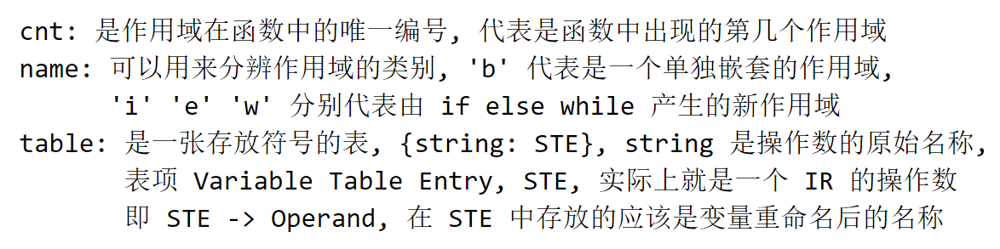 cnt: 是作用域在函数中的唯一编号, 代表是函数中出现的第几个作用域
name: 可以用来分辨作用域的类别, 'b' 代表是一个单独嵌套的作用域,
'i' 'e' 'w' 分别代表由 if else while 产生的新作用域
table: 是一张存放符号的表, {string: STE}, string 是操作数的原始名称,
表项 Variable Table Entry, STE, 实际上就是一个 IR 的操作数
即 STE -> Operand, 在 STE 中存放的应该是变量重命名后的名称